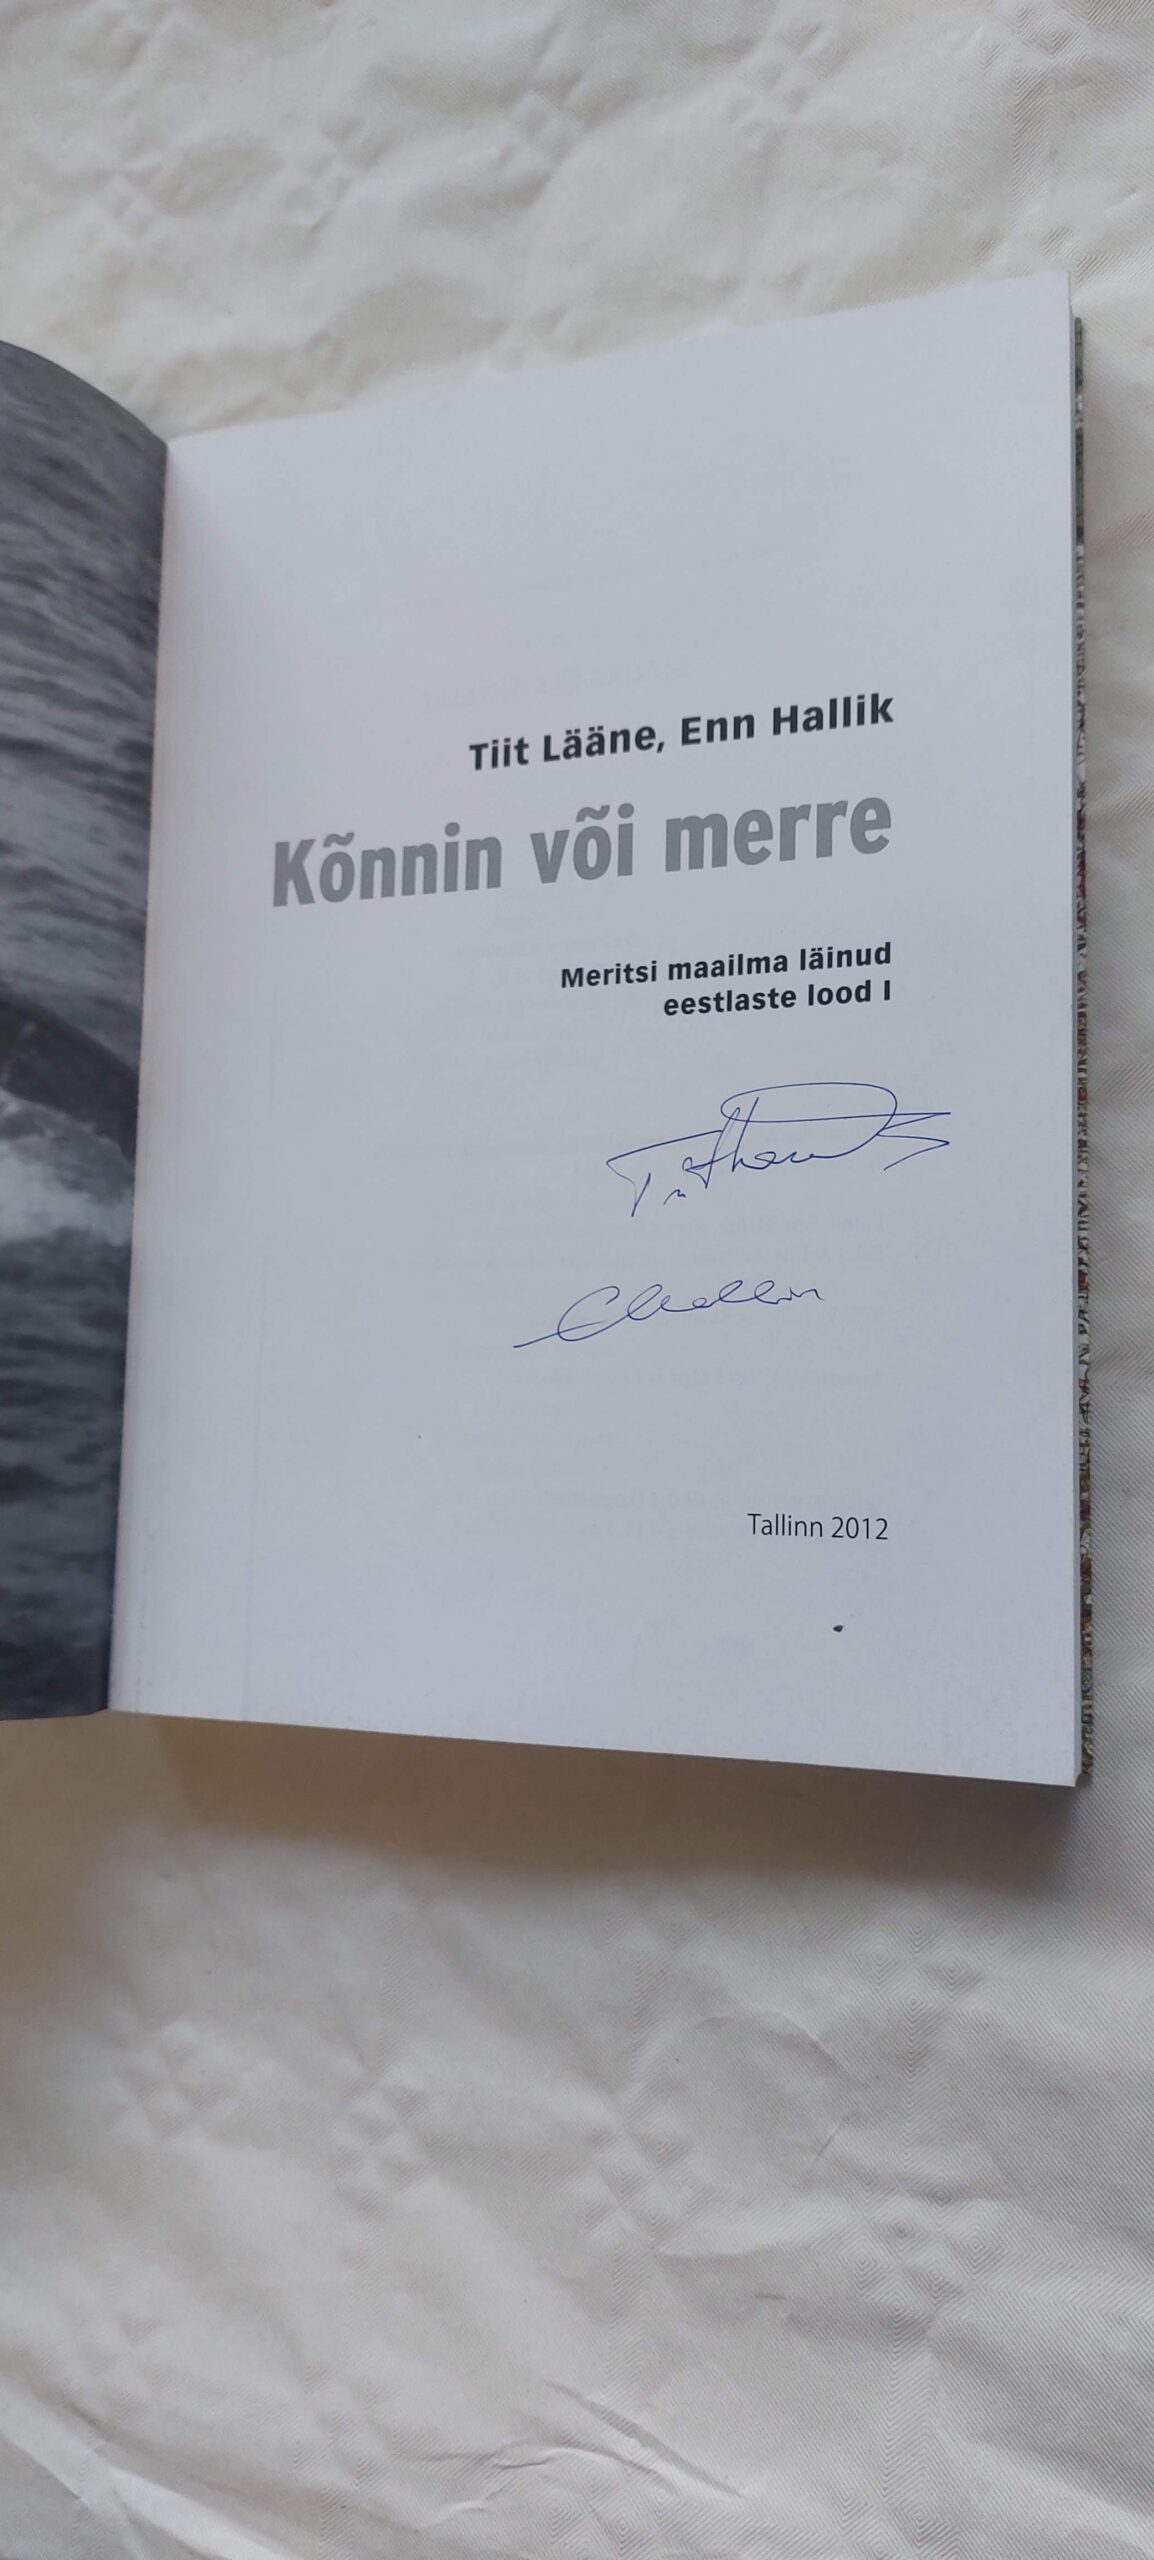 Tiit Lääne, Enn Hallik
Kõnnin või merre
Meritsi maailma läinud
eestlaste lood I
Tallinn 2012